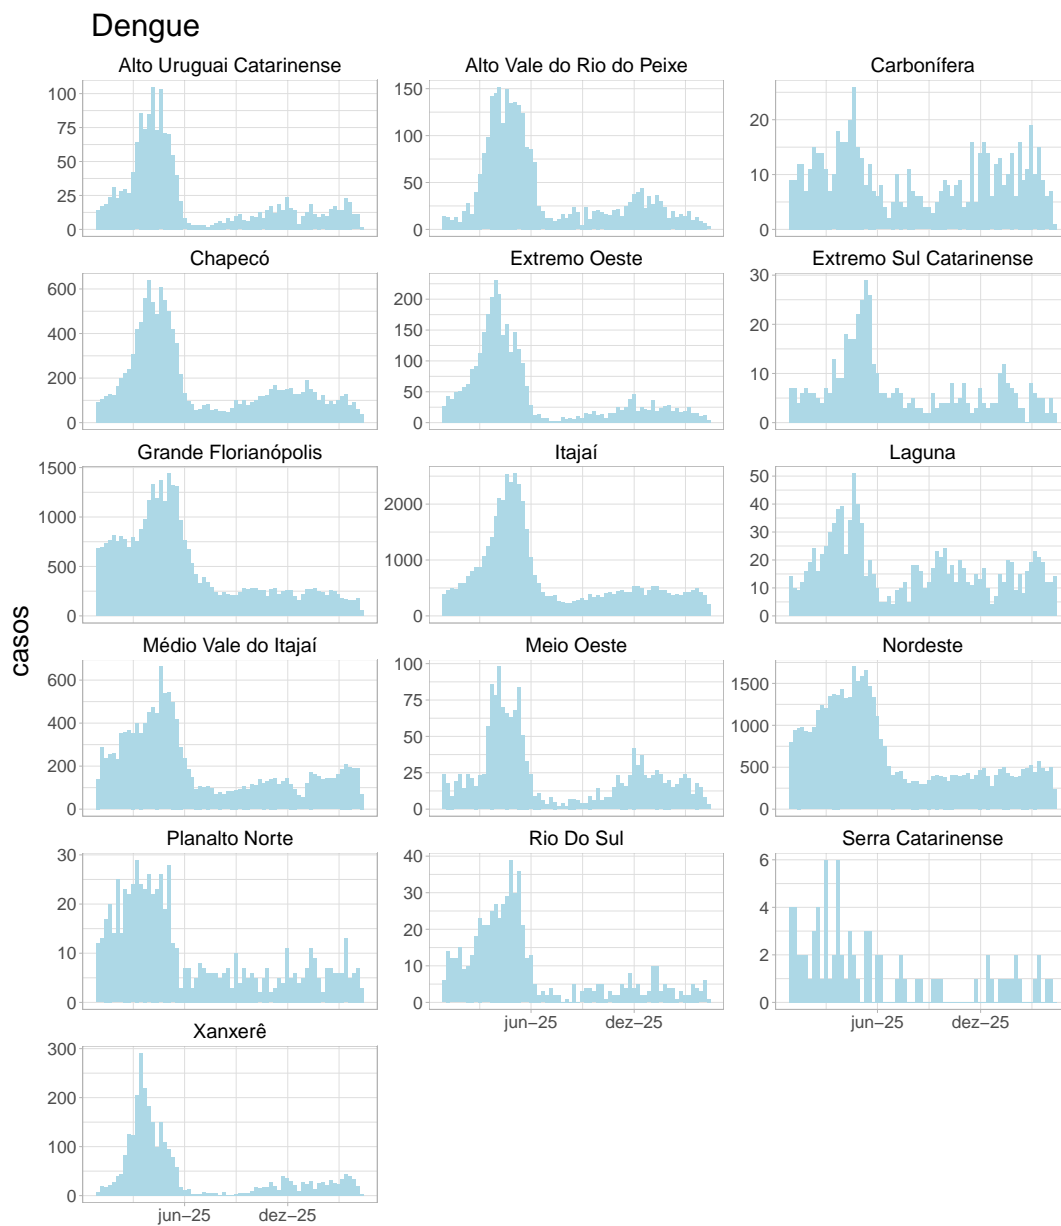 Dengue
Alto Uruguai Catarinense
Alto Vale do Rio do Peixe
Carbonífera
100
75
50
25
0
150
100
50
0
20
10
0
Chapecó
Extremo Oeste
Extremo Sul Catarinense
600
400
200
0
200
150
100
50
0
30
20
10
0
Grande Florianópolis
Itajaí
Laguna
1500
1000
500
0
2000
1000
0
50
40
30
20
10
0
casos
Médio Vale do Itajaí
Meio Oeste
Nordeste
600
400
200
0
100
75
50
25
0
1500
1000
500
0
Planalto Norte
Rio Do Sul
Serra Catarinense
30
20
10
0
40
30
20
10
0
6
4
2
0
jun−25
dez−25
jun−25
dez−25
Xanxerê
300
200
100
0
jun−25
dez−25